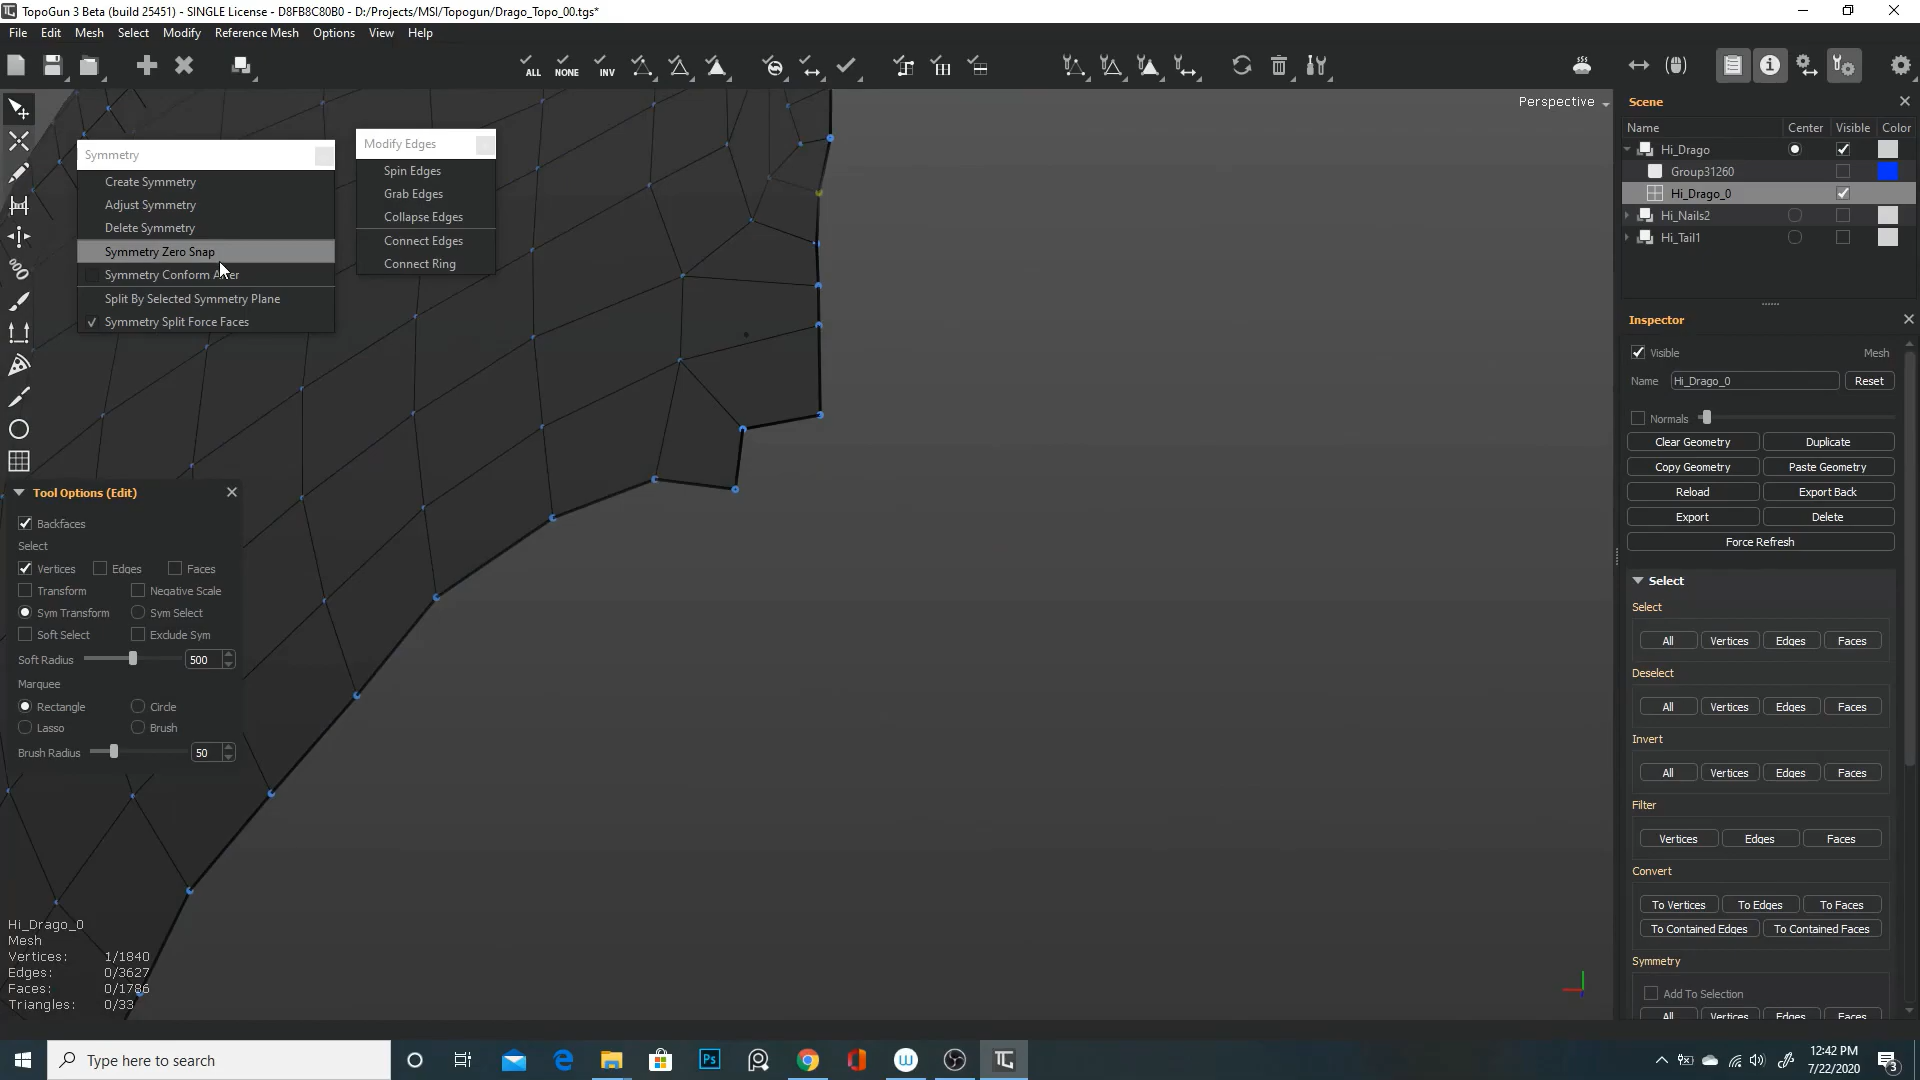 TopoGun 3 Beta (build 25451) - SINGLE License - D8FB8C80B0 - D:/Projects/MSI/Topogun/Drago_Topo_00.tgs*
File Edit Mesh Shade Select Modify Reference Mesh Options View Help
ALL NONE INV
Perspective
Symmetry
Create Symmetry
Adjust Symmetry
Delete Symmetry
Symmetry Zero Snap
Symmetry Conform
Split By Selected Symmetry Plane
Symmetry Split Force Faces
Modify Edges
Spin Edges
Grab Edges
Collapse Edges
Connect Edges
Connect Ring
Tool Options (Edit)
Backfaces
Select
Vertices Edges Faces
Transform Negative Scale
Sym Transform Sym Select
Soft Select Exclude Sym
Soft Radius 500
Marquee
Rectangle Circle
Lasso Brush
Brush Radius 50
Hi_Drago_0
Mesh
Vertices: 1/1840
Edges: 0/3627
Faces: 0/1786
Triangles: 0/33
Scene
Name Center Visible Color
Hi_Drago
Group31260
Hi_Drago_0
Hi_Nails2
Hi_Tail1
Inspector
Visible Mesh
Name Hi_Drago_0 Reset
Normals
Clear Geometry Duplicate
Copy Geometry Paste Geometry
Reload Export Back
Export Delete
Force Refresh
Select
Select
All Vertices Edges Faces
Deselect
All Vertices Edges Faces
Invert
All Vertices Edges Faces
Filter
Vertices Edges Faces
Convert
To Vertices To Edges To Faces
To Contained Edges To Contained Faces
Symmetry
Add To Selection
All Vertices Edges Faces
Type here to search
Ps
W
12:42 PM
7/22/2020
3